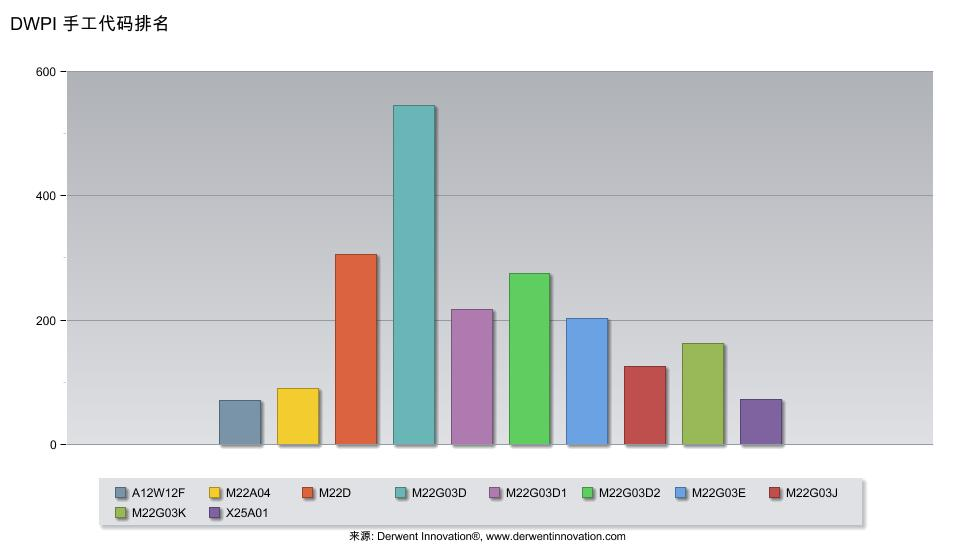 DWPI 手工代码排名
600
400
200
0
A12W12F M22A04 M22D M22G03D M22G03D1 M22G03D2 M22G03E M22G03J
M22G03K X25A01
来源: Derwent Innovation®, www.derwentinnovation.com